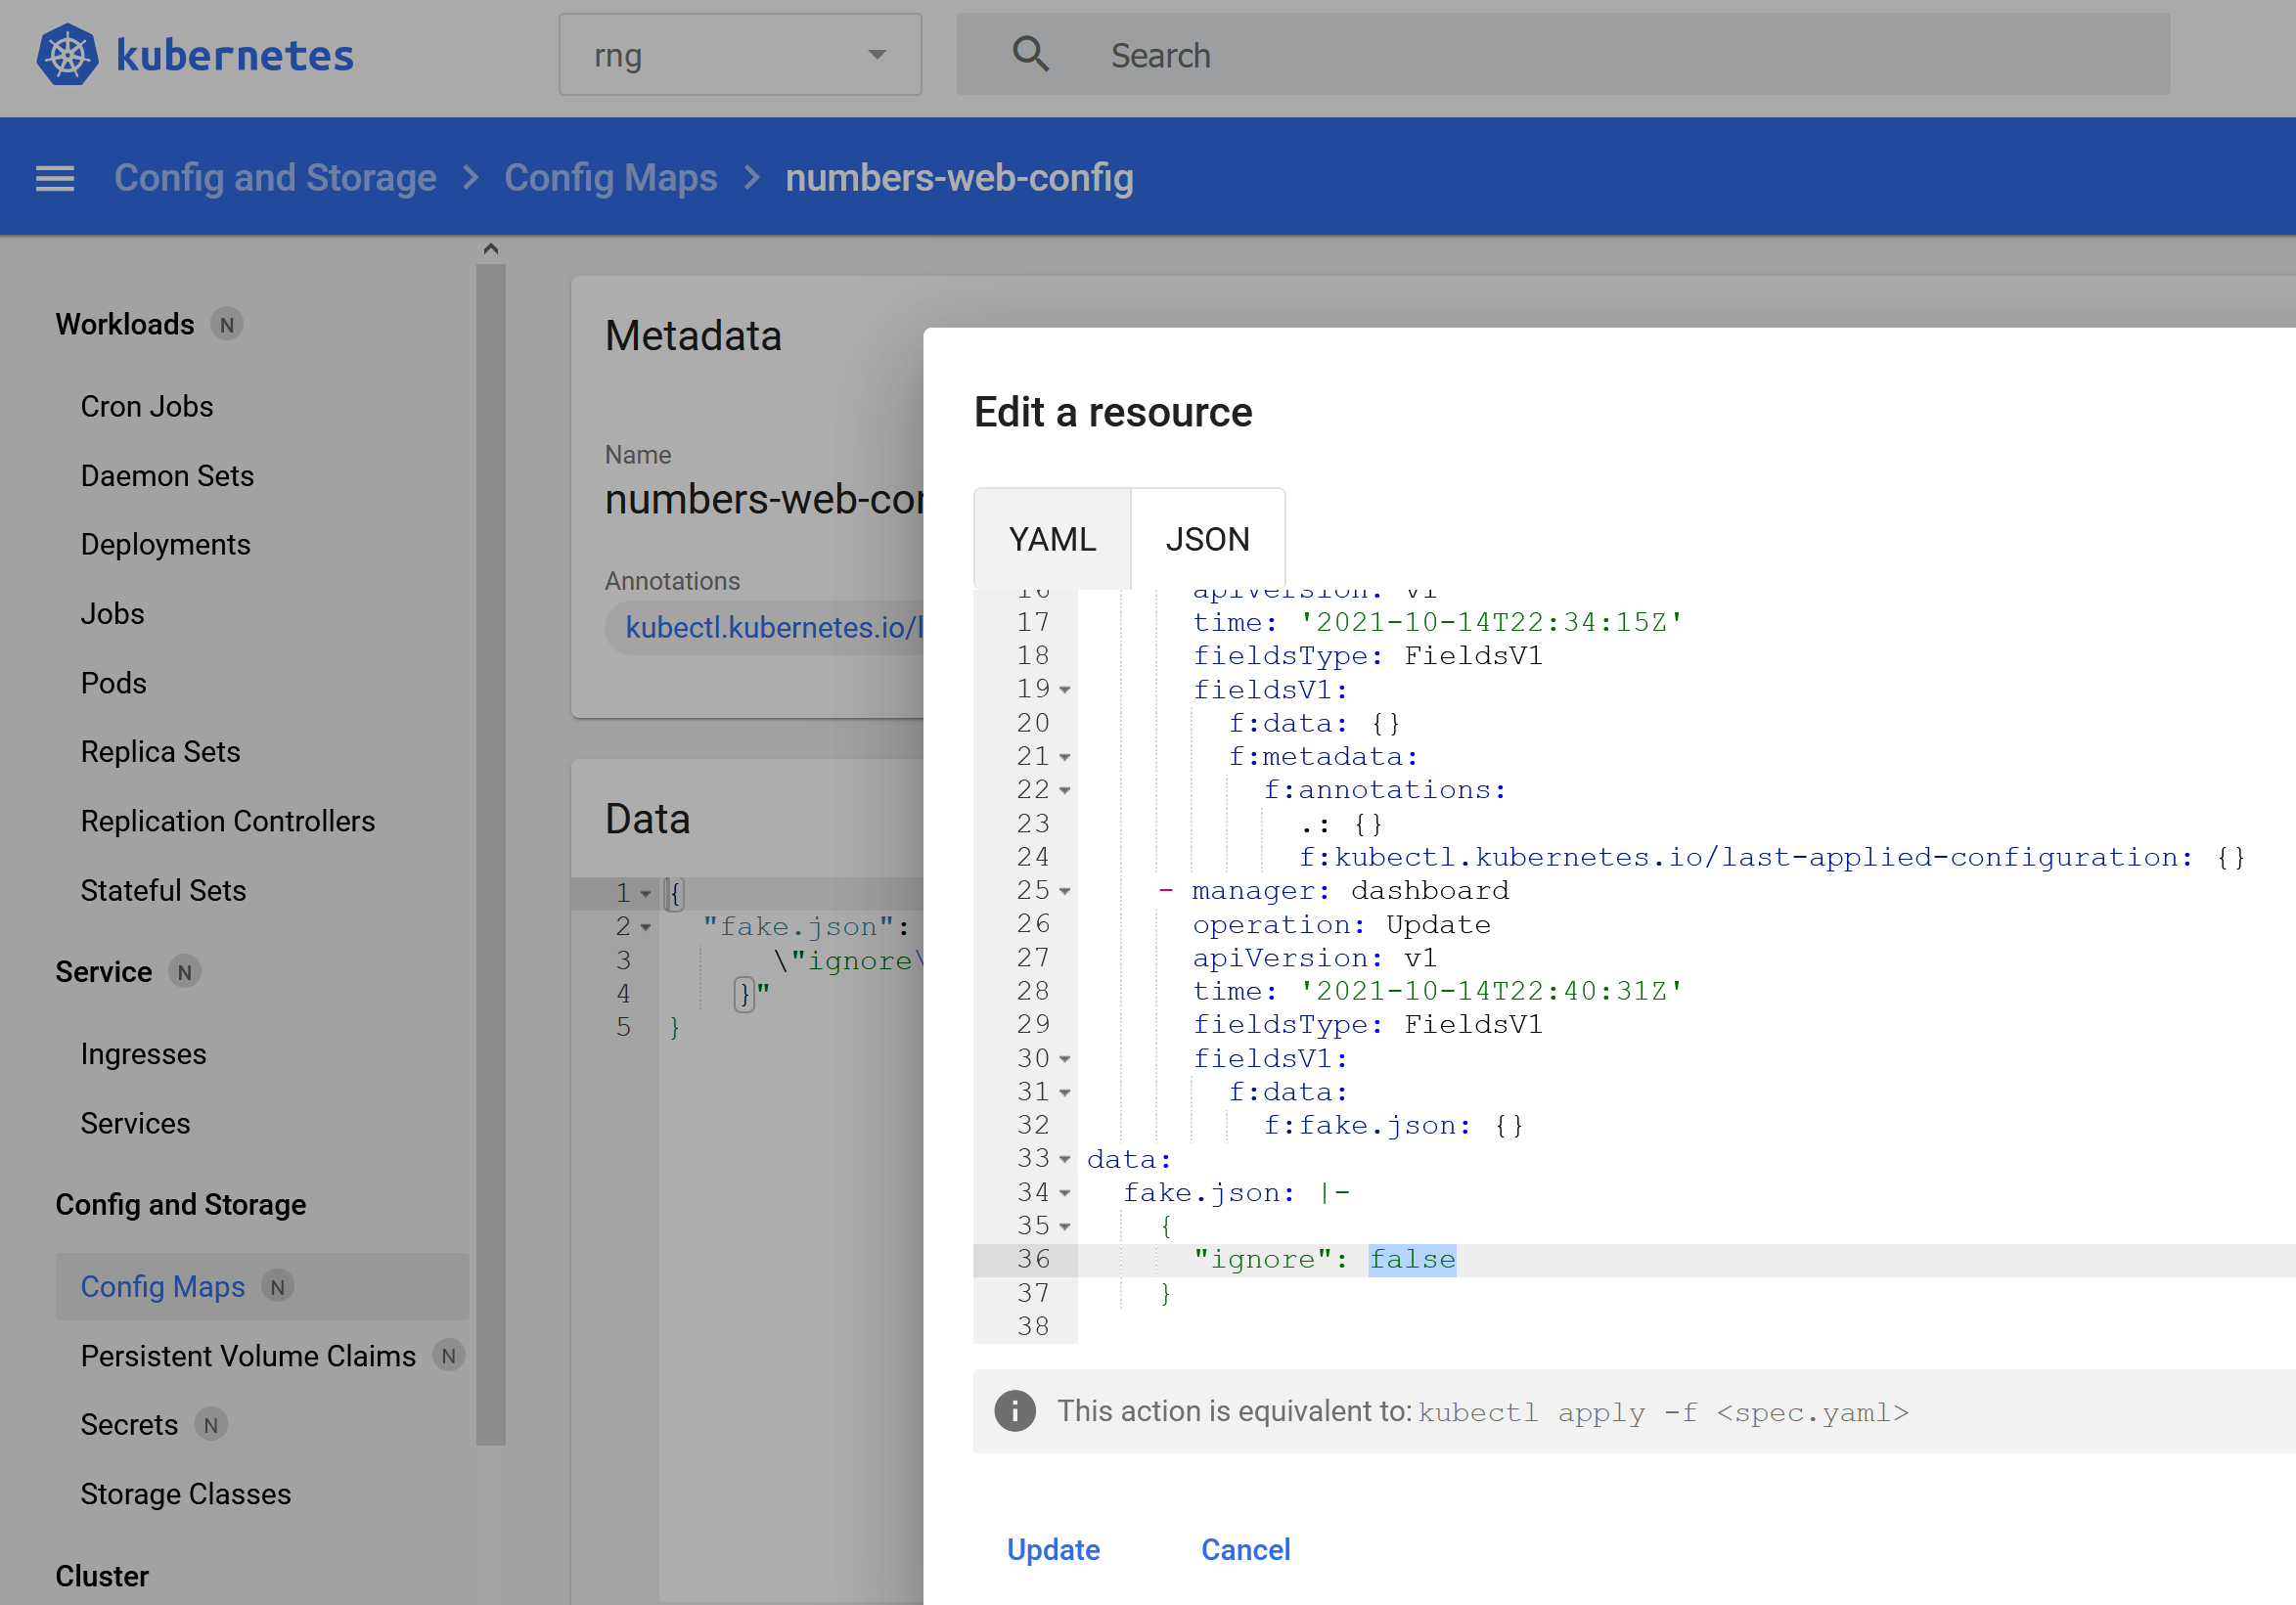 kubernetes
rng
Search
Config and Storage > Config Maps > numbers-web-config
Workloads N
Cron Jobs
Daemon Sets
Deployments
Jobs
Pods
Replica Sets
Replication Controllers
Stateful Sets
Service N
Ingresses
Services
Config and Storage
Config Maps N
Persistent Volume Claims N
Secrets N
Storage Classes
Cluster
Metadata
Name
numbers-web-co
Annotations
kubectl.kubernetes.io/
Data
1 {
2 "fake.json":
3 \"ignore\
4 }"
5 }
Edit a resource
YAML JSON
16 apiVersion: v1
17 time: '2021-10-14T22:34:15Z'
18 fieldsType: FieldsV1
19 fieldsV1:
20 f:data: {}
21 f:metadata:
22 f:annotations:
23 .: {}
24 f:kubectl.kubernetes.io/last-applied-configuration: {}
25 - manager: dashboard
26 operation: Update
27 apiVersion: v1
28 time: '2021-10-14T22:40:31Z'
29 fieldsType: FieldsV1
30 fieldsV1:
31 f:data:
32 f:fake.json: {}
33 data:
34 fake.json: |-
35 {
36 "ignore": false
37 }
38
This action is equivalent to: kubectl apply -f <spec.yaml>
Update Cancel